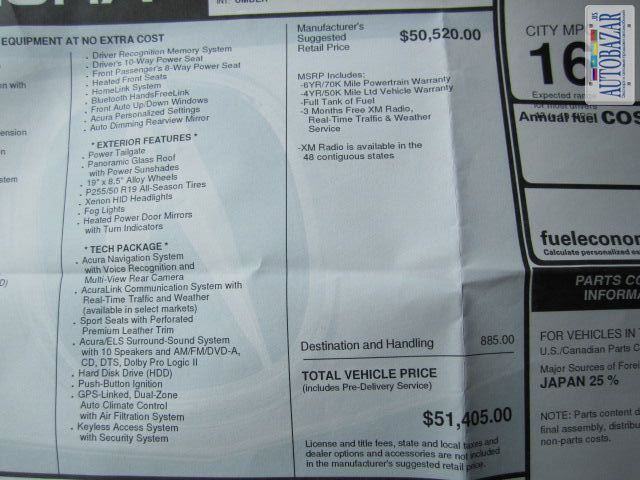 EQUIPMENT AT NO EXTRA COST
Driver Recognition Memory System
Driver's 10-Way Power Seat
Front Passenger's 8-Way Power Seat
Heated Front Seats
HomeLink System
Bluetooth HandsFreeLink
Front Auto Up/Down Windows
Acura Personalized Settings
Auto Dimming Rearview Mirror
* EXTERIOR FEATURES *
Power Tailgate
Panoramic Glass Roof
with Power Sunshades
19" x 8.5" Alloy Wheels
P255/50 R19 All-Season Tires
Xenon HID Headlights
Fog Lights
Heated Power Door Mirrors
with Turn Indicators
* TECH PACKAGE *
Acura Navigation System
with Voice Recognition and
Multi-View Rear Camera
AcuraLink Communication System with
Real-Time Traffic and Weather
(available in select markets)
Sport Seats with Perforated
Premium Leather Trim
Acura/ELS Surround-Sound System
with 10 Speakers and AM/FM/DVD-A,
CD, DTS, Dolby Pro Logic II
Hard Disk Drive (HDD)
Push-Button Ignition
GPS-Linked, Dual-Zone
Auto Climate Control
with Air Filtration System
Keyless Access System
with Security System
Manufacturer's
Suggested
Retail Price
$50,520.00
MSRP Includes:
-6YR/70K Mile Powertrain Warranty
-4YR/50K Mile Ltd Vehicle Warranty
-Full Tank of Fuel
-3 Months Free XM Radio,
Real-Time Traffic & Weather
Service
-XM Radio is available in the
48 contiguous states
Destination and Handling 885.00
TOTAL VEHICLE PRICE
(includes Pre-Delivery Service)
$51,405.00
License and title fees, state and local taxes and
dealer options and accessories are not included
in the manufacturer's suggested retail price.
CITY MP
16
Expected ran
for most drivers
Annual fuel COS
fueleconor
Calculate personalized es
PARTS CO
INFORMA
FOR VEHICLES IN T
U.S./Canadian Parts C
Major Sources of Forei
JAPAN 25 %
NOTE: Parts content d
final assembly, distribu
non-parts costs.
AUTOBAZAR